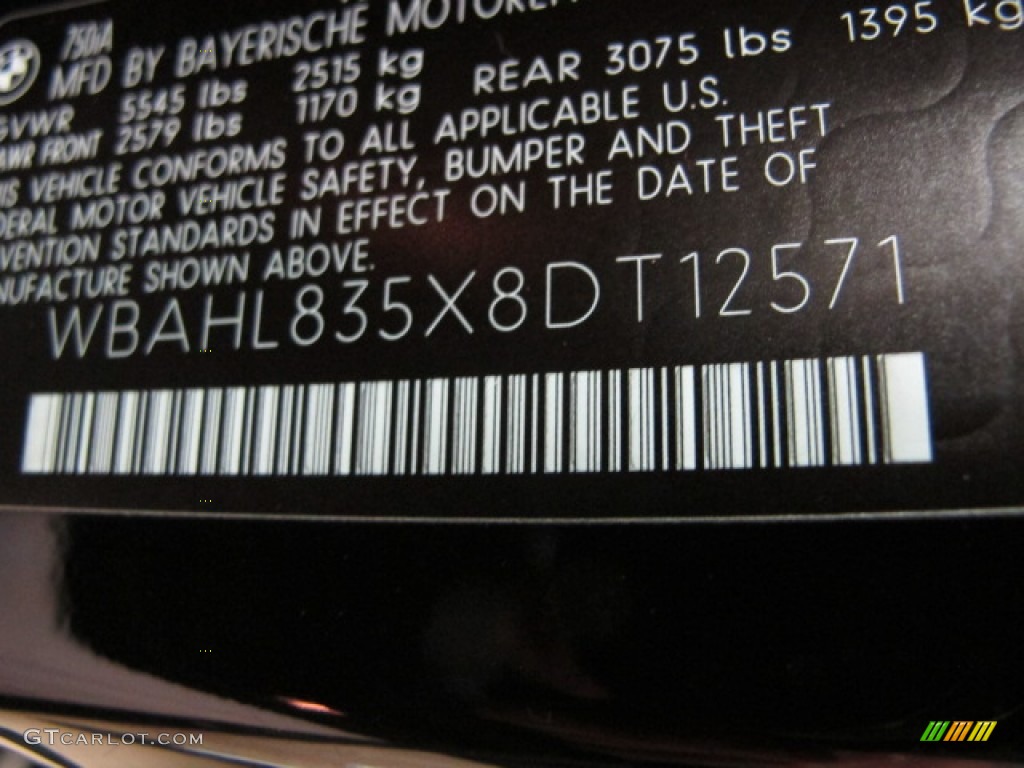 750iA
MFD BY BAYERISCHE MOTOREN
GVWR 5545 lbs 2515 kg
GAWR FRONT 2579 lbs 1170 kg REAR 3075 lbs 1395 kg
THIS VEHICLE CONFORMS TO ALL APPLICABLE U.S.
FEDERAL MOTOR VEHICLE SAFETY, BUMPER AND THEFT
PREVENTION STANDARDS IN EFFECT ON THE DATE OF
MANUFACTURE SHOWN ABOVE.
WBAHL835X8DT12571
GTCARLOT.COM